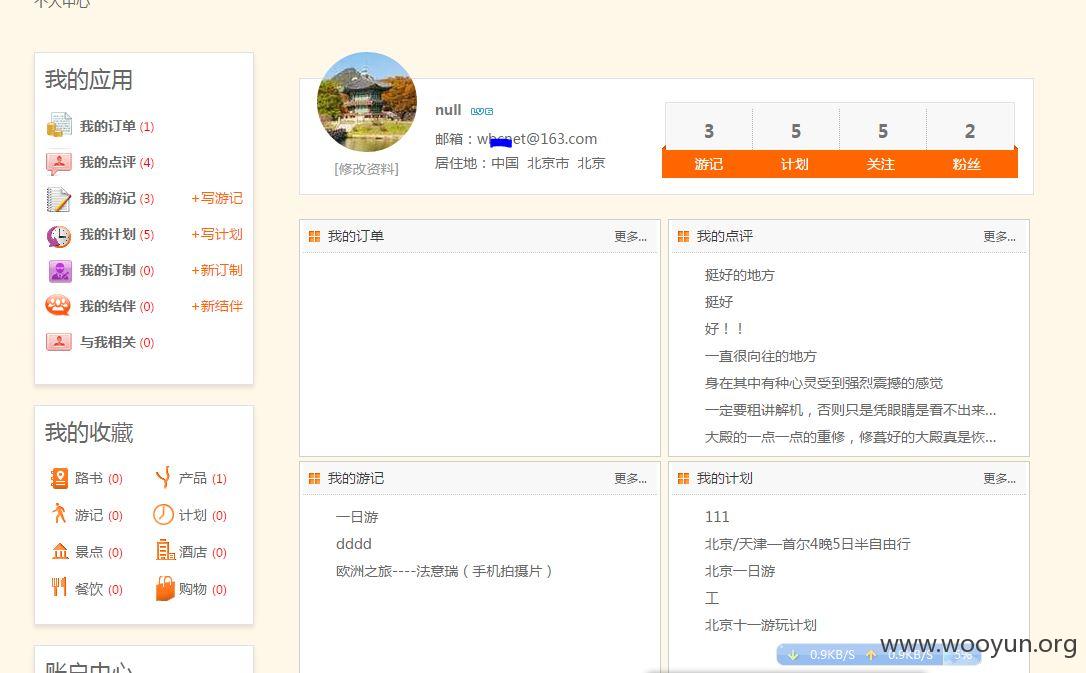 个人中心
我的应用
我的订单 (1)
我的点评 (4)
我的游记 (3) +写游记
我的计划 (5) +写计划
我的订制 (0) +新订制
我的结伴 (0) +新结伴
与我相关 (0)
我的收藏
路书 (0) 产品 (1)
游记 (0) 计划 (0)
景点 (0) 酒店 (0)
餐饮 (0) 购物 (0)
账户中心
null LV6
邮箱：w net@163.com
[修改资料]
居住地：中国 北京市 北京
3 5 5 2
游记 计划 关注 粉丝
我的订单 更多...
我的点评 更多...
挺好的地方
挺好
好！！
一直很向往的地方
身在其中有种心灵受到强烈震撼的感觉
一定要租讲解机，否则只是凭眼睛是看不出来...
大殿的一点一点的重修，修葺好的大殿真是恢...
我的游记 更多...
一日游
dddd
欧洲之旅----法意瑞（手机拍摄片）
我的计划 更多...
111
北京/天津—首尔4晚5日半自由行
北京一日游
工
北京十一游玩计划
www.wooyun.org
0.9KB/S 0.9KB/S 5%